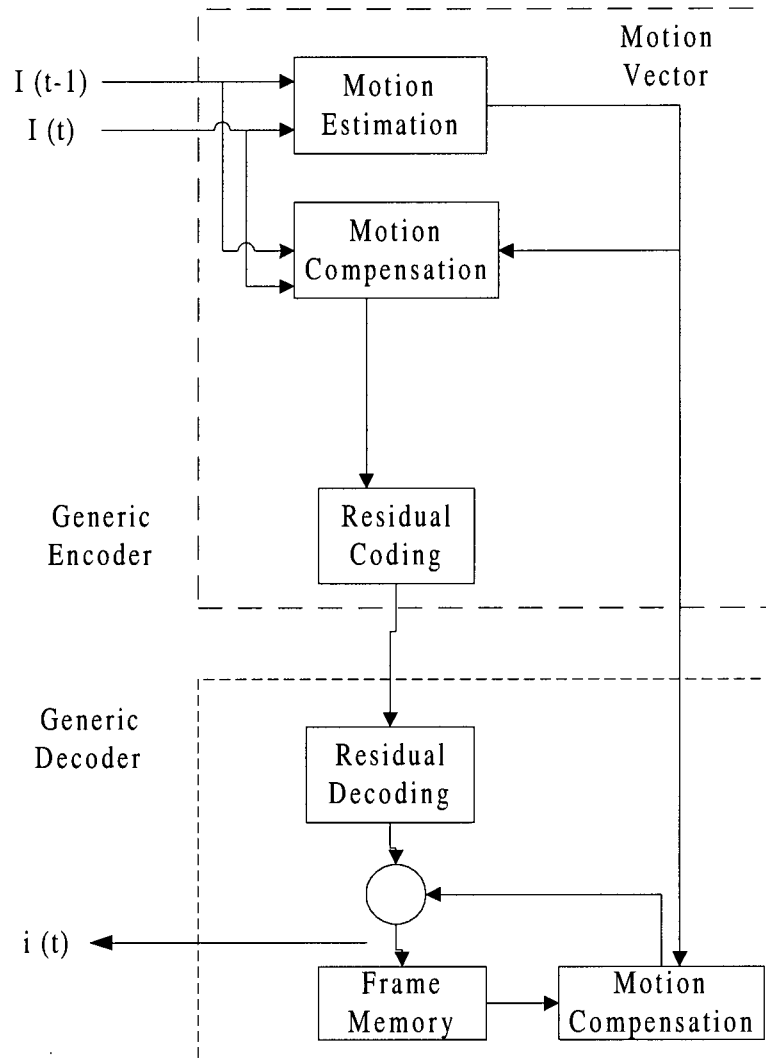 Motion
Vector
I (t-1)
I (t)
Motion
Estimation
Motion
Compensation
Generic
Encoder
Residual
Coding
Generic
Decoder
Residual
Decoding
i (t)
Frame
Memory
Motion
Compensation